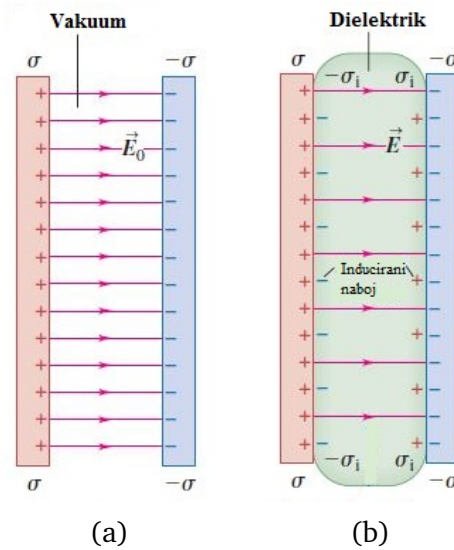 Vakuum
σ
−σ
E⃗₀
σ
−σ
(a)
Dielektrik
σ
−σᵢ
σᵢ
−σ
E⃗
Inducirani
naboj
−σᵢ
σᵢ
σ
−σ
(b)